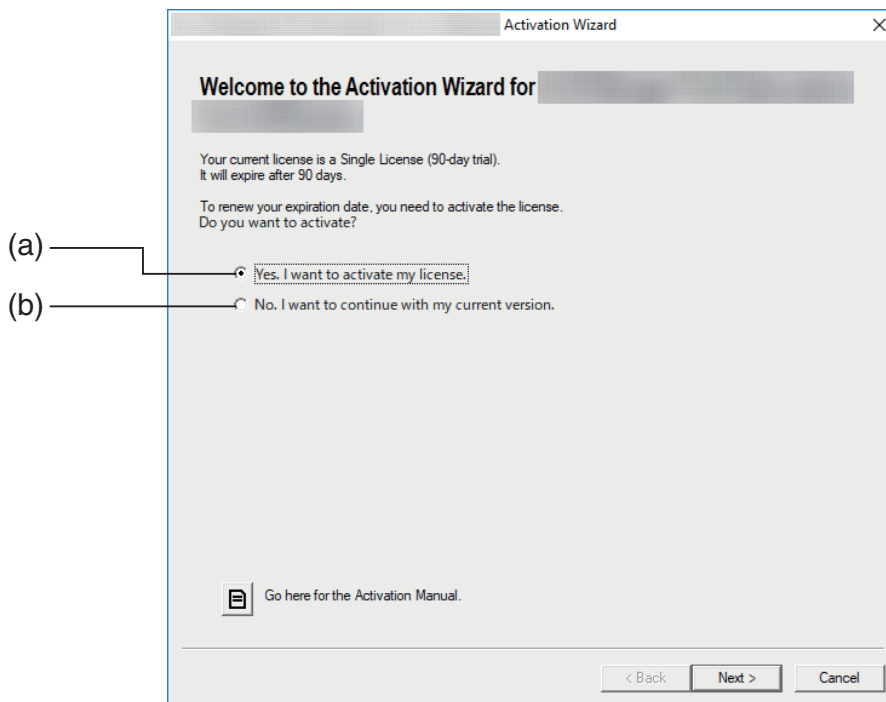 Activation Wizard
Welcome to the Activation Wizard for
Your current license is a Single License (90-day trial).
It will expire after 90 days.
To renew your expiration date, you need to activate the license.
Do you want to activate?
(a)
Yes. I want to activate my license.
(b)
No. I want to continue with my current version.
Go here for the Activation Manual.
< Back
Next >
Cancel